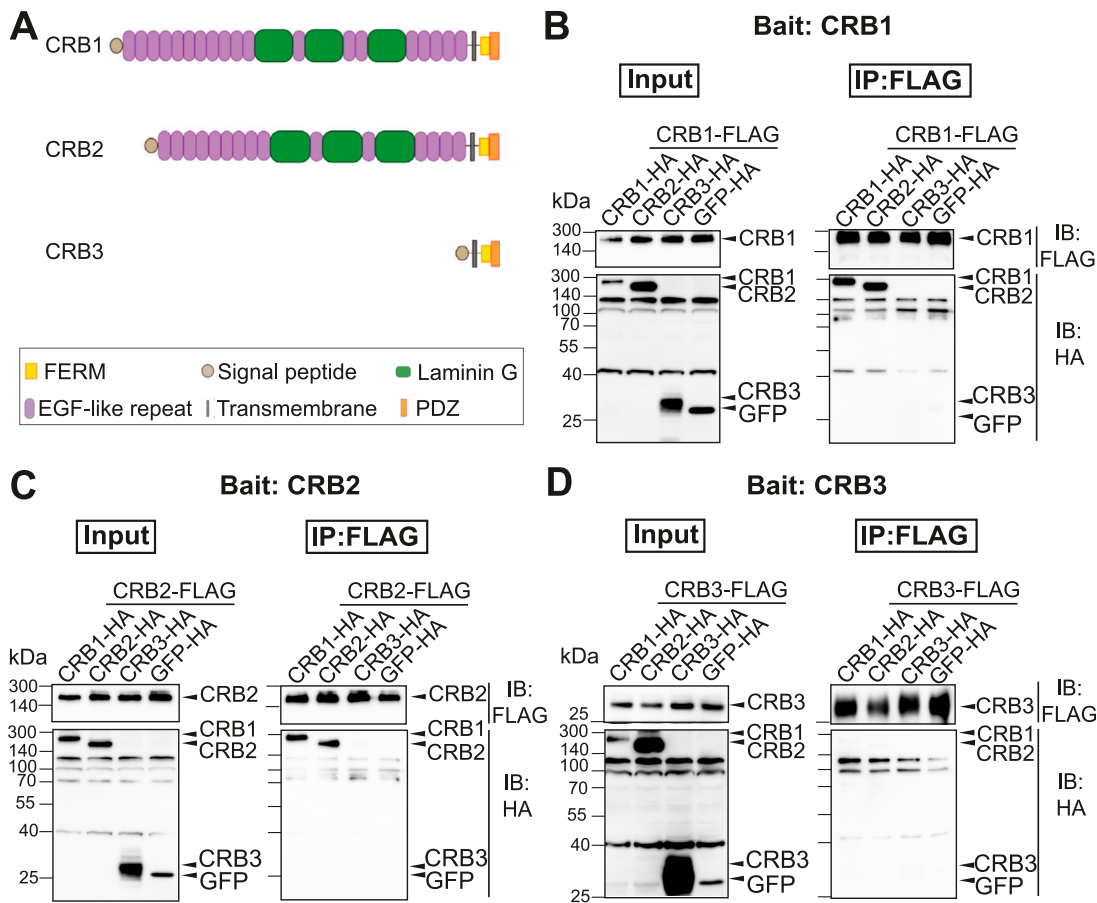 A
CRB1
CRB2
CRB3
FERM
Signal peptide
Laminin G
EGF-like repeat
Transmembrane
PDZ
B
Bait: CRB1
Input
IP:FLAG
CRB1-FLAG
CRB1-FLAG
kDa
CRB1-HA
CRB2-HA
CRB3-HA
GFP-HA
CRB1-HA
CRB2-HA
CRB3-HA
GFP-HA
300
140
CRB1
CRB1
IB:
FLAG
300
140
100
70
55
40
25
CRB1
CRB2
CRB3
GFP
CRB1
CRB2
CRB3
GFP
IB:
HA
C
Bait: CRB2
Input
IP:FLAG
CRB2-FLAG
CRB2-FLAG
kDa
CRB1-HA
CRB2-HA
CRB3-HA
GFP-HA
CRB1-HA
CRB2-HA
CRB3-HA
GFP-HA
300
140
CRB2
CRB2
IB:
FLAG
300
140
100
70
55
40
25
CRB1
CRB2
CRB3
GFP
CRB1
CRB2
CRB3
GFP
IB:
HA
D
Bait: CRB3
Input
IP:FLAG
CRB3-FLAG
CRB3-FLAG
kDa
CRB1-HA
CRB2-HA
CRB3-HA
GFP-HA
CRB1-HA
CRB2-HA
CRB3-HA
GFP-HA
25
CRB3
CRB3
IB:
FLAG
300
140
100
70
55
40
25
CRB1
CRB2
CRB3
GFP
CRB1
CRB2
CRB3
GFP
IB:
HA